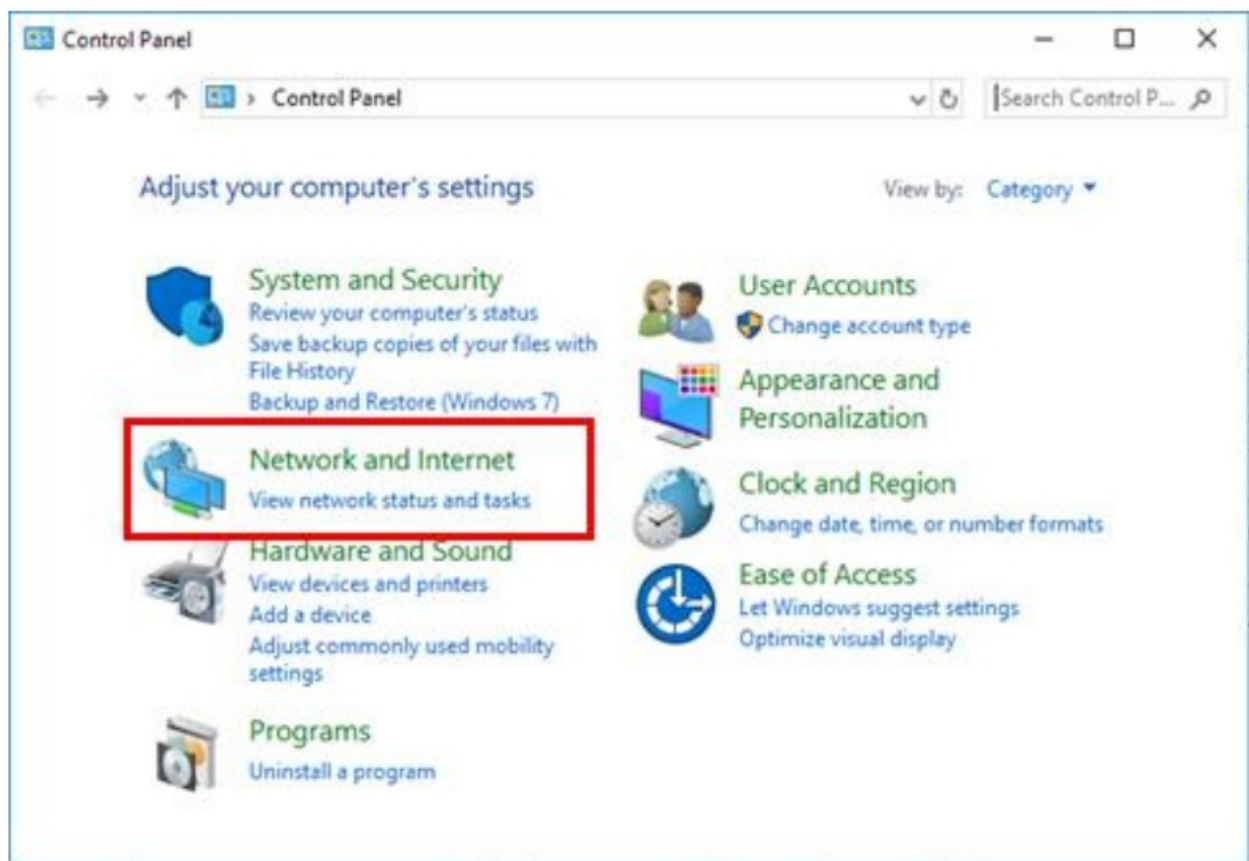 Control Panel
Control Panel
Search Control P...
Adjust your computer's settings
View by: Category
System and Security
Review your computer's status
Save backup copies of your files with
File History
Backup and Restore (Windows 7)
Network and Internet
View network status and tasks
Hardware and Sound
View devices and printers
Add a device
Adjust commonly used mobility
settings
Programs
Uninstall a program
User Accounts
Change account type
Appearance and
Personalization
Clock and Region
Change date, time, or number formats
Ease of Access
Let Windows suggest settings
Optimize visual display